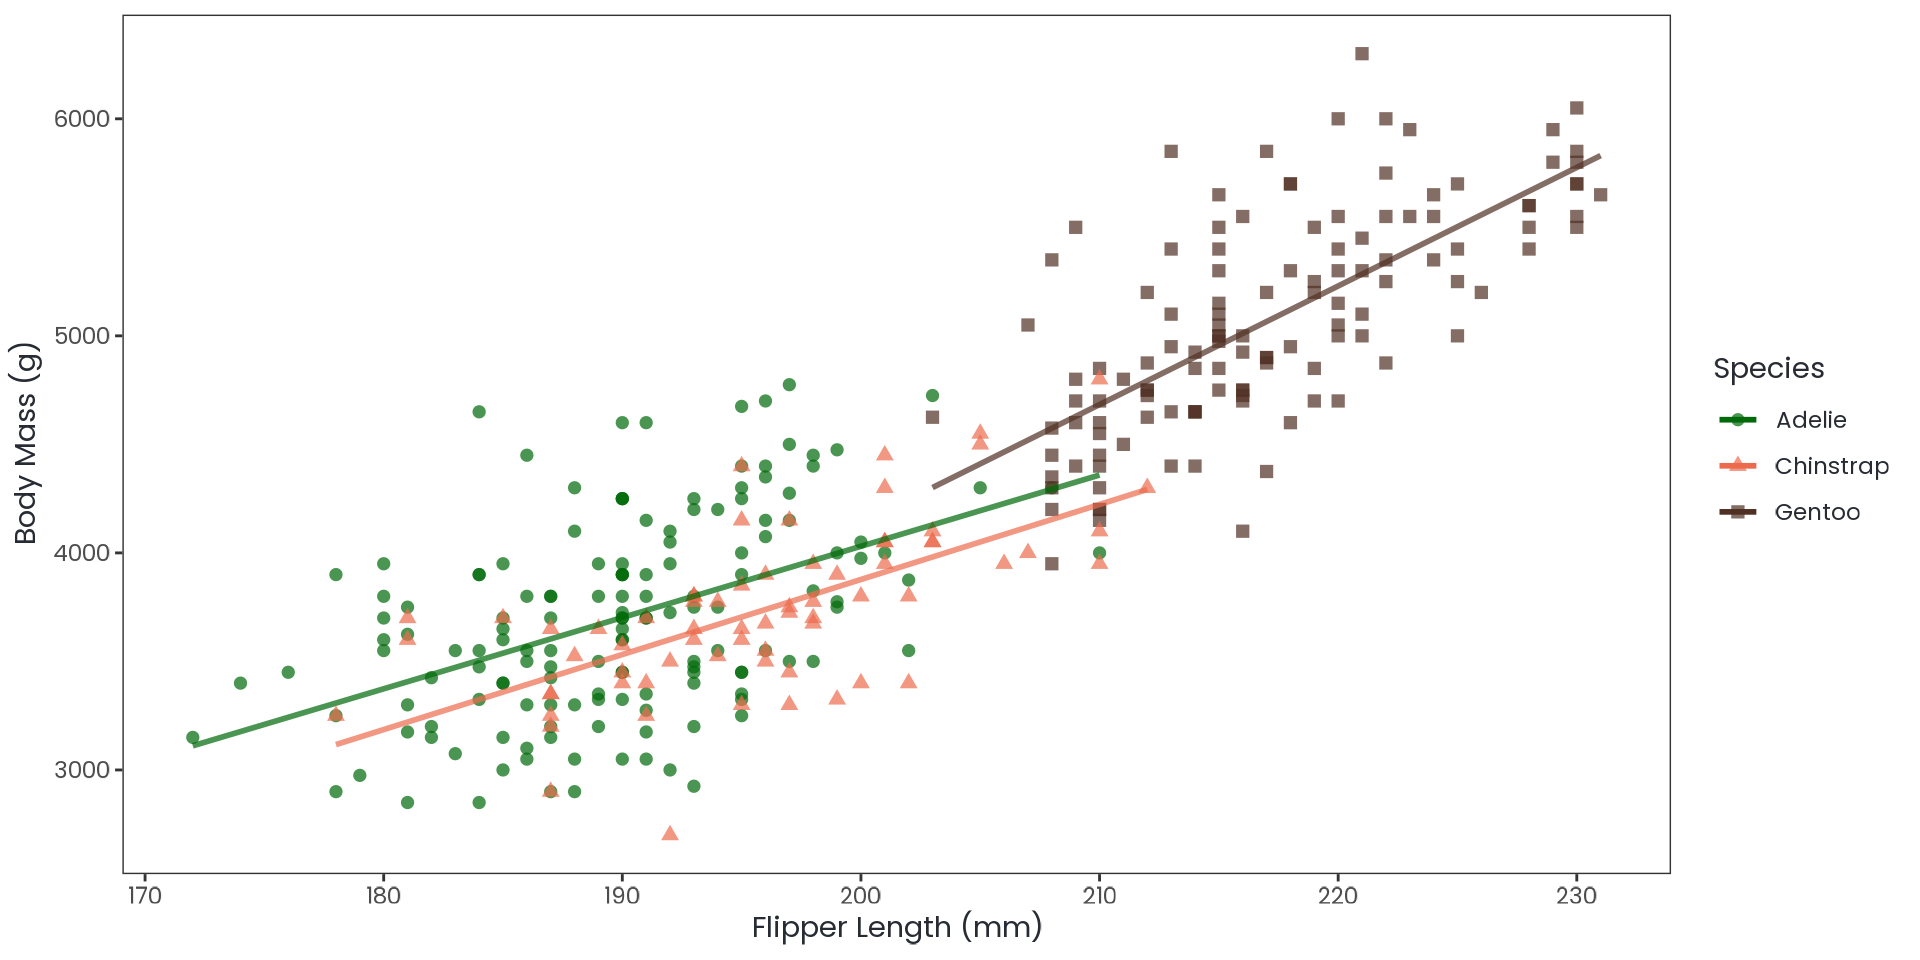 6000
5000
4000
3000
Body Mass (g)
170 180 190 200 210 220 230
Flipper Length (mm)
Species
Adelie
Chinstrap
Gentoo